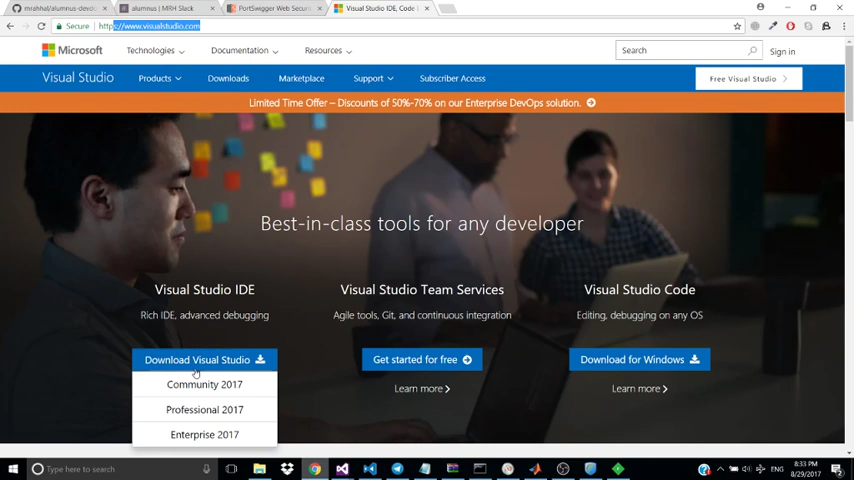 mrahhal/alumnus-devdo
alumnus | MRH Slack
PortSwigger Web Securi
Visual Studio IDE, Code
Secure
https://www.visualstudio.com
Microsoft
Technologies
Documentation
Resources
Search
Sign in
Visual Studio
Products
Downloads
Marketplace
Support
Subscriber Access
Free Visual Studio
Limited Time Offer – Discounts of 50%-70% on our Enterprise DevOps solution.
Best-in-class tools for any developer
Visual Studio IDE
Visual Studio Team Services
Visual Studio Code
Rich IDE, advanced debugging
Agile tools, Git, and continuous integration
Editing, debugging on any OS
Download Visual Studio
Get started for free
Download for Windows
Community 2017
Learn more
Learn more
Professional 2017
Enterprise 2017
Type here to search
ENG
8:33 PM
8/29/2017